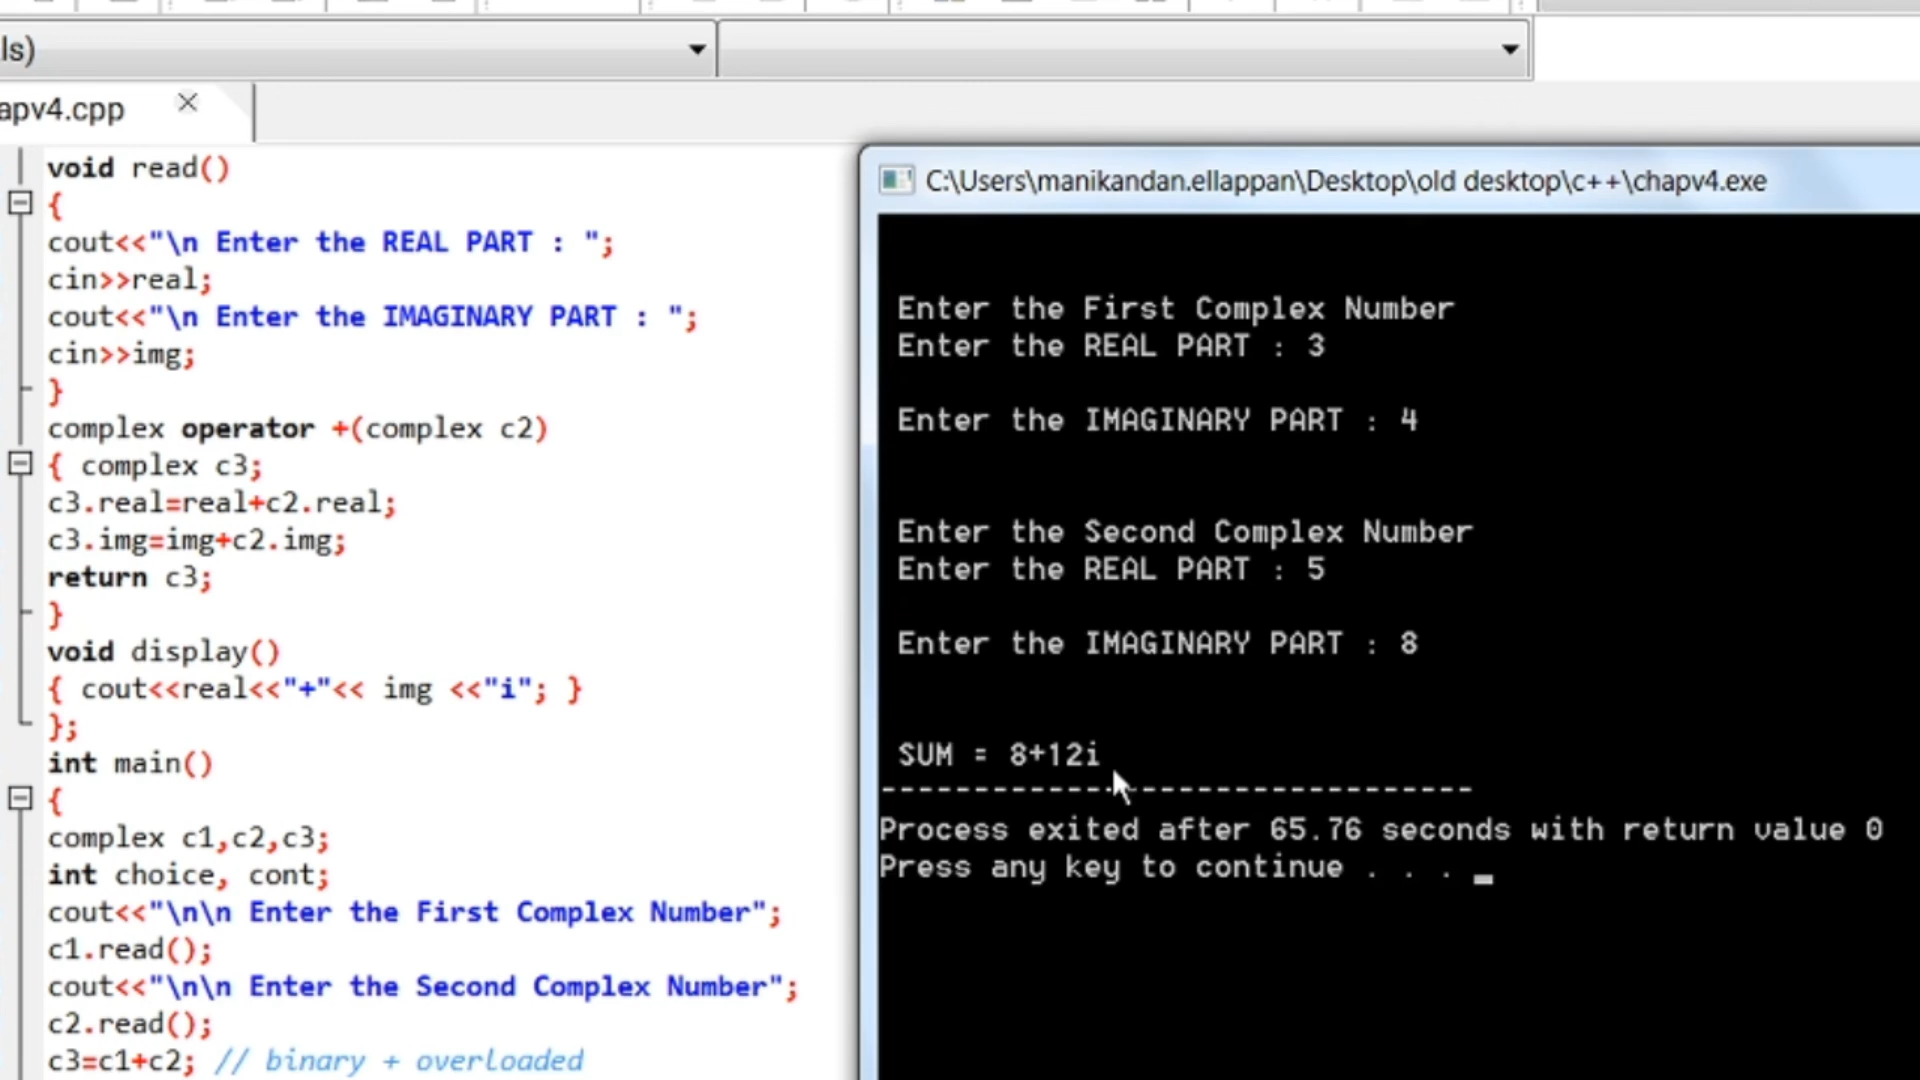 ls)
apv4.cpp
void read()
{
cout<<"\n Enter the REAL PART : ";
cin>>real;
cout<<"\n Enter the IMAGINARY PART : ";
cin>>img;
}
complex operator +(complex c2)
{ complex c3;
c3.real=real+c2.real;
c3.img=img+c2.img;
return c3;
}
void display()
{ cout<<real<<"+"<< img <<"i"; }
};
int main()
{
complex c1,c2,c3;
int choice, cont;
cout<<"\n\n Enter the First Complex Number";
c1.read();
cout<<"\n\n Enter the Second Complex Number";
c2.read();
c3=c1+c2; // binary + overloaded
C:\Users\manikandan.ellappan\Desktop\old desktop\c++\chapv4.exe
Enter the First Complex Number
Enter the REAL PART : 3
Enter the IMAGINARY PART : 4
Enter the Second Complex Number
Enter the REAL PART : 5
Enter the IMAGINARY PART : 8
SUM = 8+12i
--------------------------------
Process exited after 65.76 seconds with return value 0
Press any key to continue . . . _